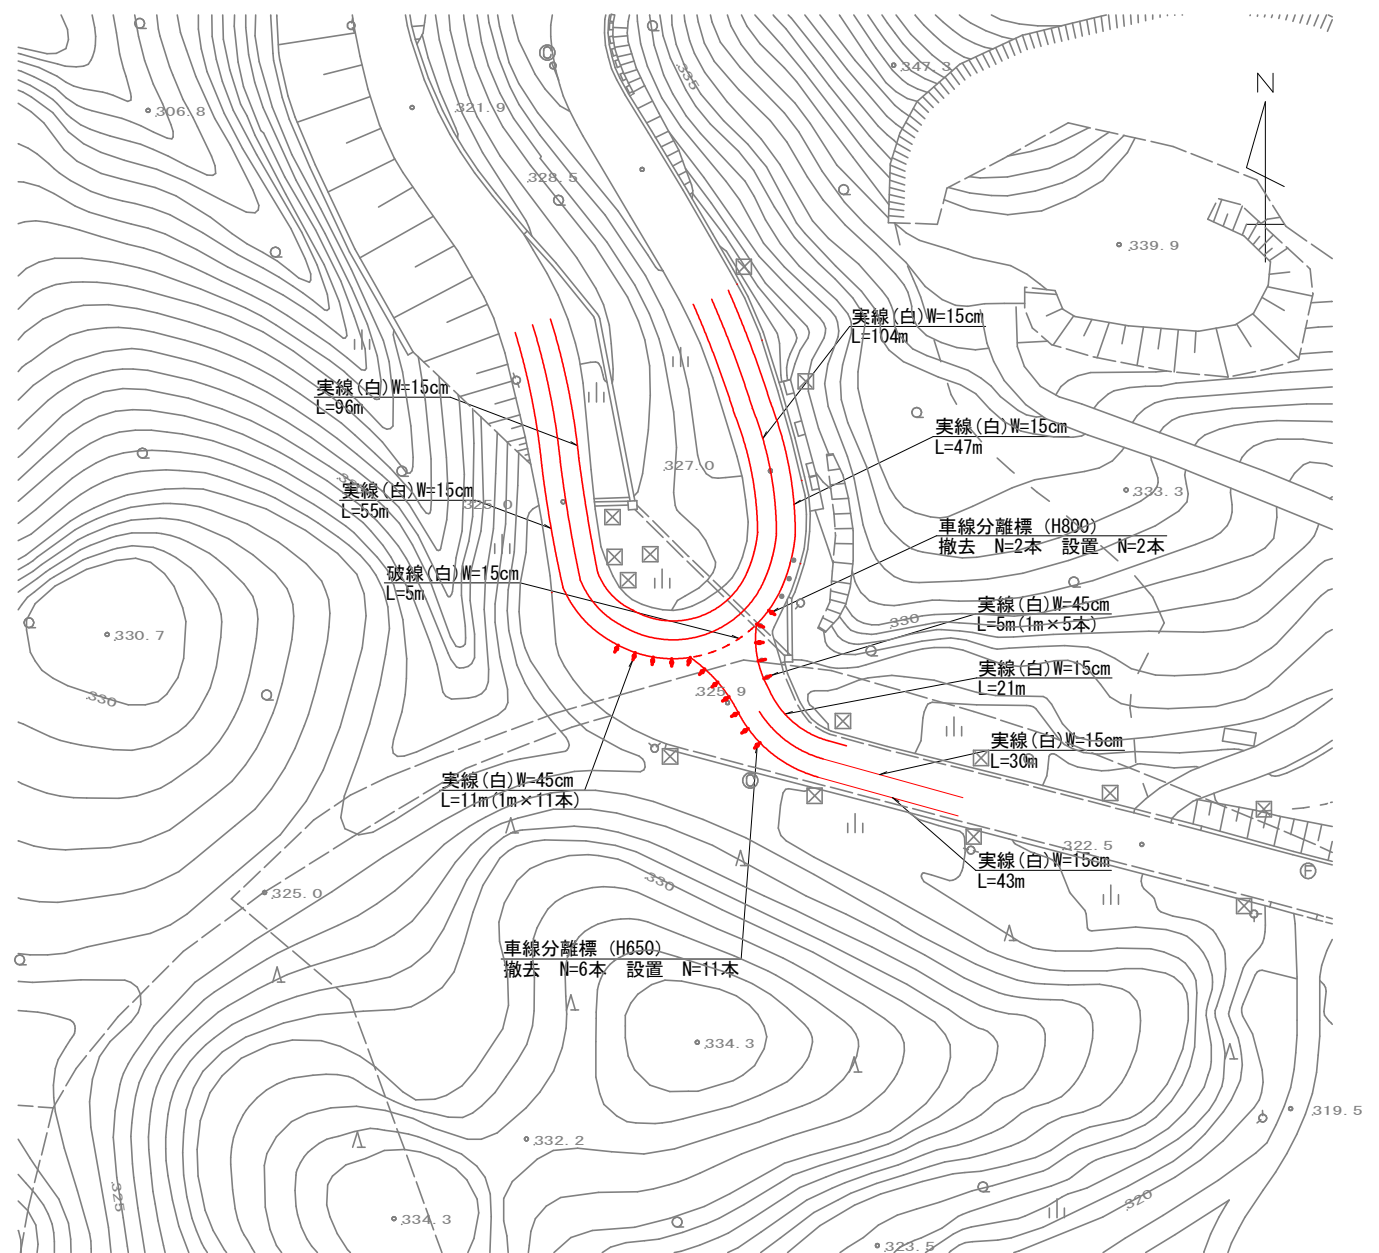 N
347.3
306.8
321.9
335
328.5
339.9
実線(白)W=15cm
L=104m
実線(白)W=15cm
L=96m
実線(白)W=15cm
L=47m
327.0
実線(白)W=15cm
L=55m
325.0
333.3
車線分離標 (H800)
撤去 N=2本 設置 N=2本
破線(白)W=15cm
L=5m
実線(白)W=45cm
L=5m(1m×5本)
330
330.7
実線(白)W=15cm
L=21m
325.9
330
実線(白)W=15cm
L=30m
実線(白)W=45cm
L=11m(1m×11本)
322.5
実線(白)W=15cm
L=43m
F
330
325.0
車線分離標 (H650)
撤去 N=6本 設置 N=11本
334.3
319.5
332.2
325
320
334.3
323.5